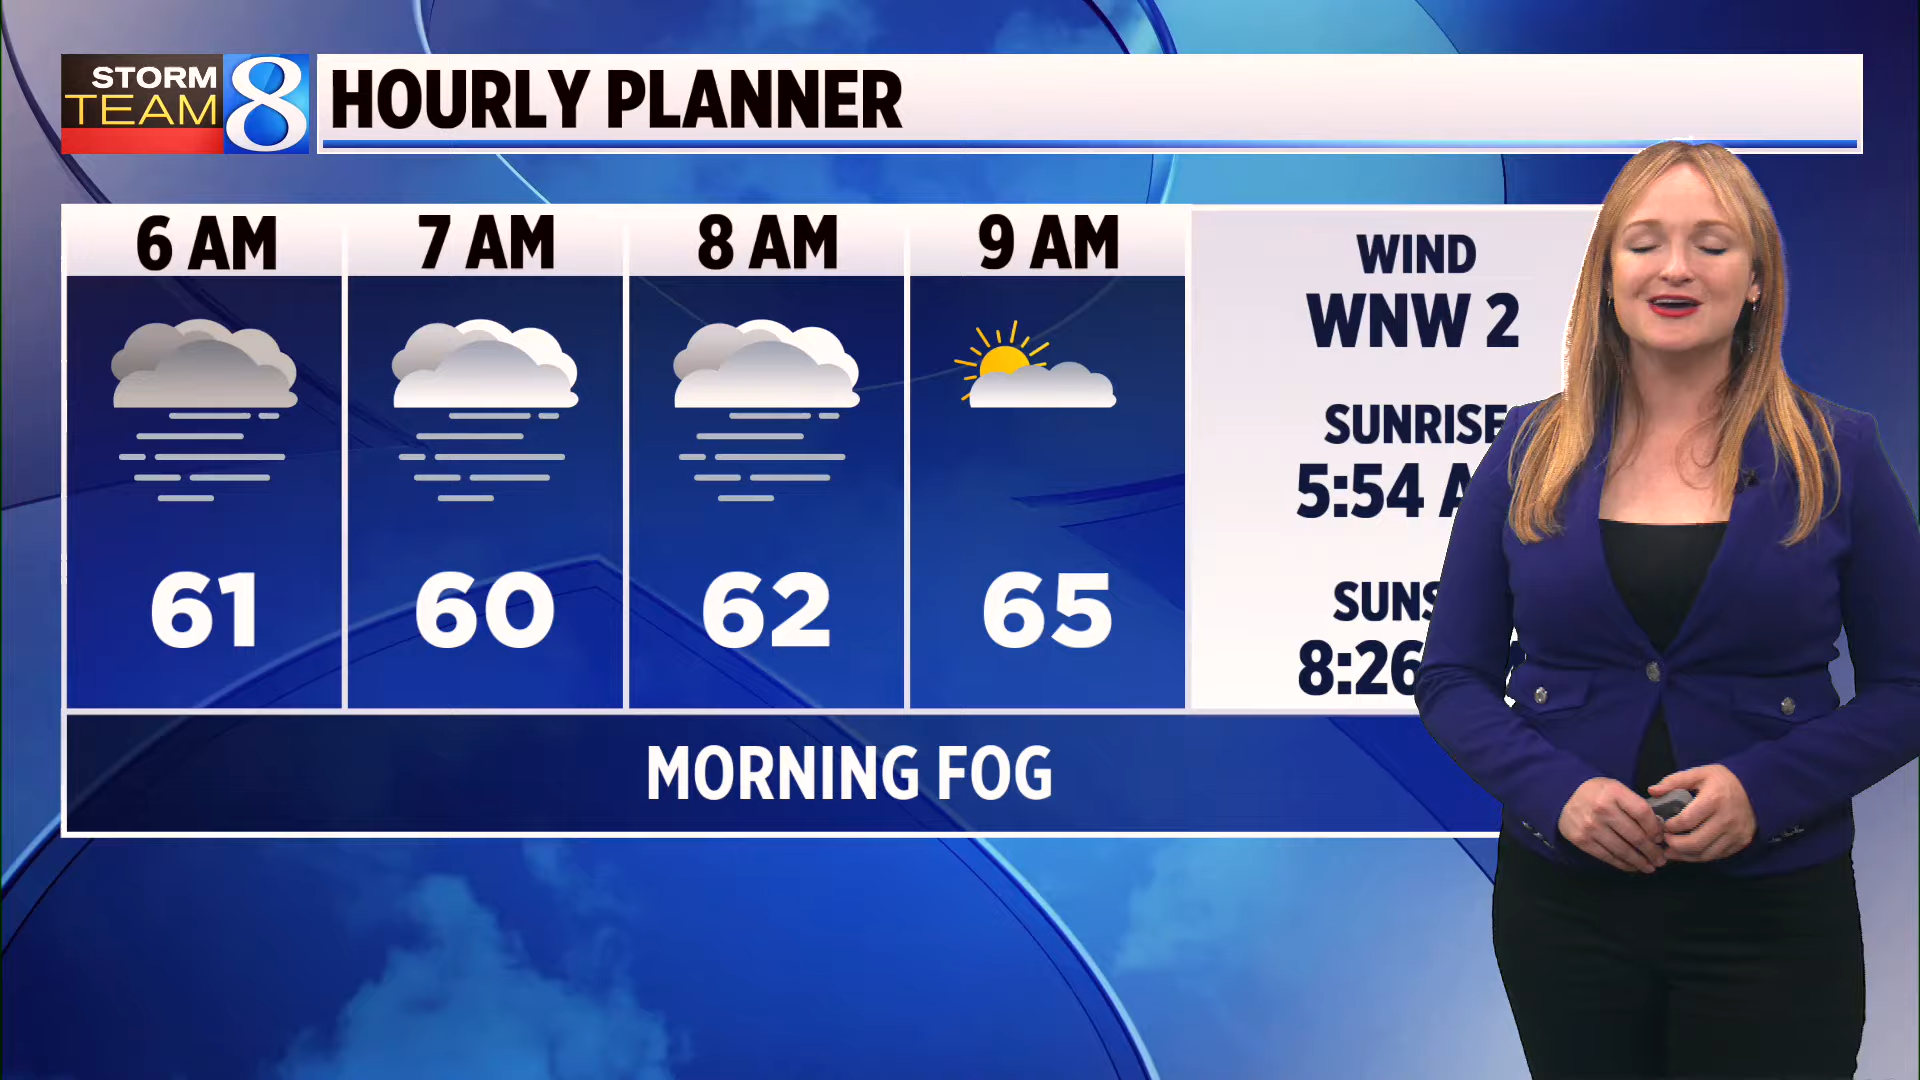 STORM
TEAM
8
HOURLY PLANNER
6 AM
7 AM
8 AM
9 AM
61
60
62
65
WIND
WNW 2
SUNRISE
5:54 A
SUNS
8:26
MORNING FOG